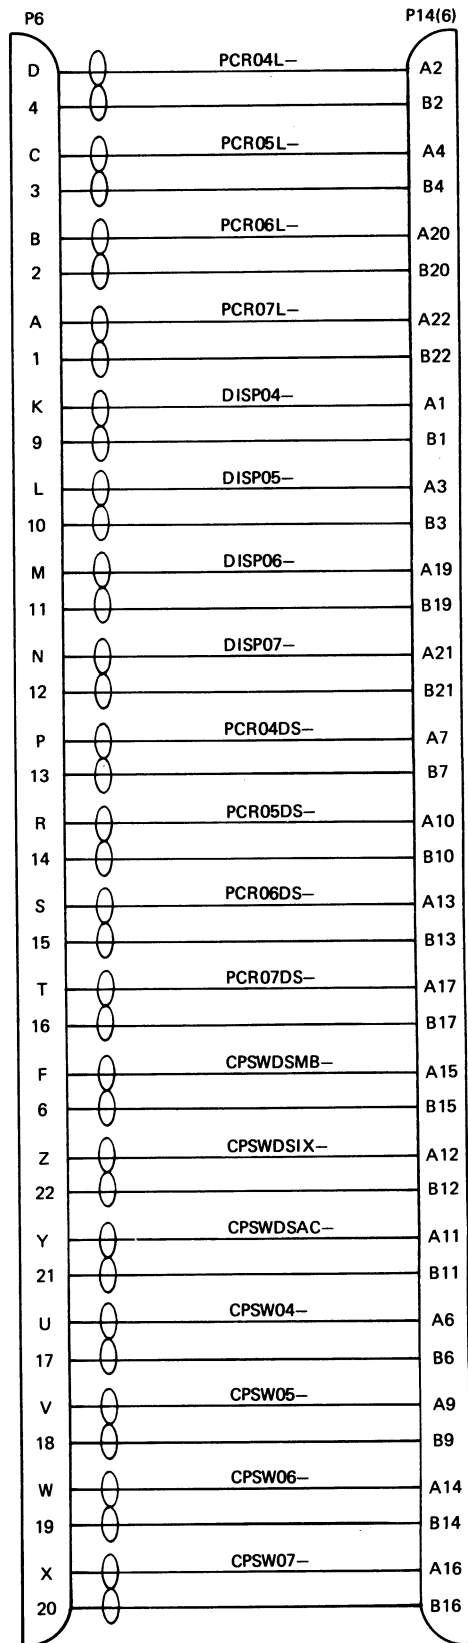 P6 P14(6)
D PCR04L– A2
4 B2
C PCR05L– A4
3 B4
B PCR06L– A20
2 B20
A PCR07L– A22
1 B22
K DISP04– A1
9 B1
L DISP05– A3
10 B3
M DISP06– A19
11 B19
N DISP07– A21
12 B21
P PCR04DS– A7
13 B7
R PCR05DS– A10
14 B10
S PCR06DS– A13
15 B13
T PCR07DS– A17
16 B17
F CPSWDSMB– A15
6 B15
Z CPSWDSIX– A12
22 B12
Y CPSWDSAC– A11
21 B11
U CPSW04– A6
17 B6
V CPSW05– A9
18 B9
W CPSW06– A14
19 B14
X CPSW07– A16
20 B16